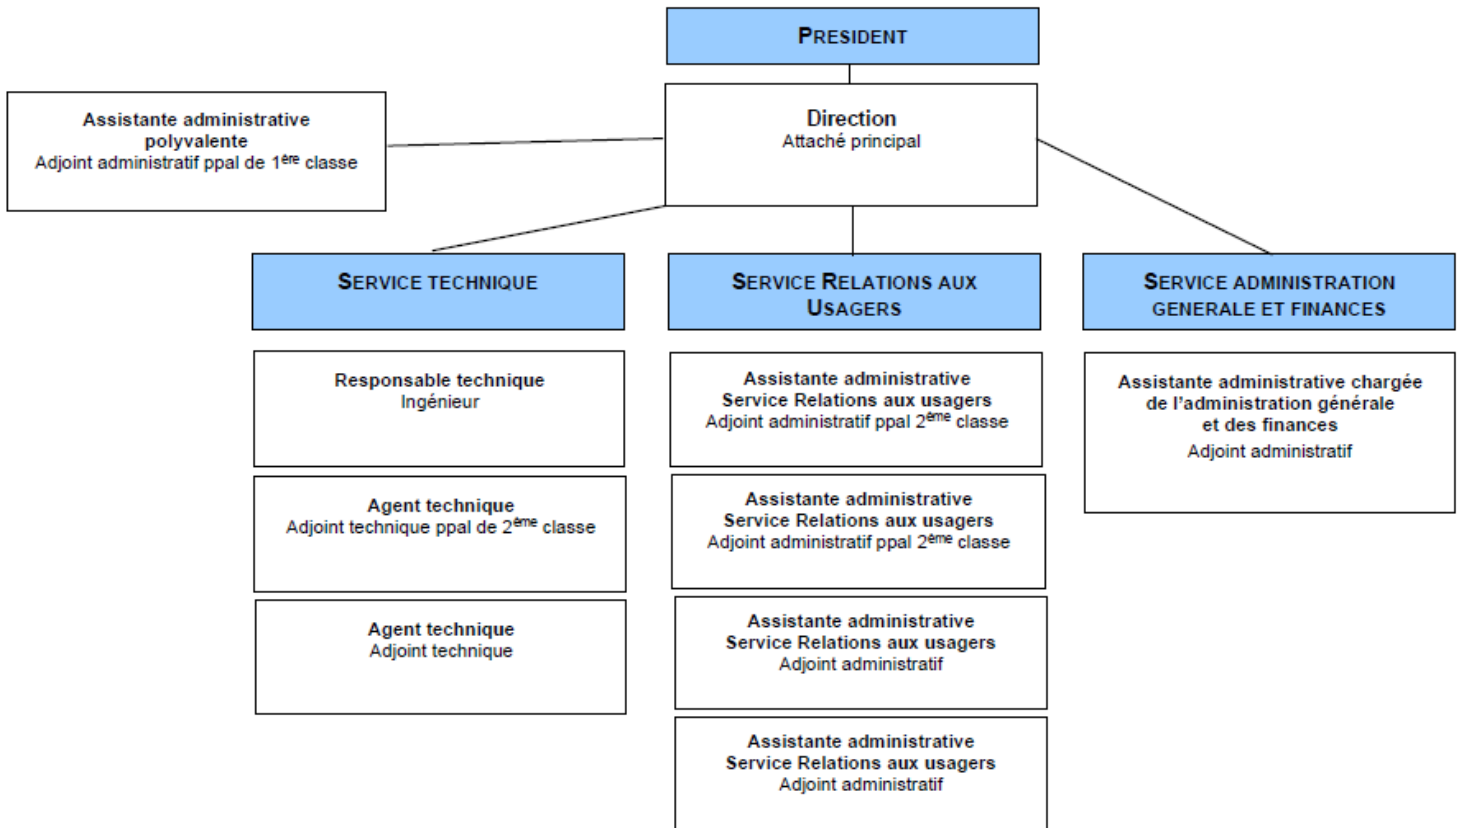 PRESIDENT
Direction
Attaché principal
Assistante administrative
polyvalente
Adjoint administratif ppal de 1ère classe
SERVICE TECHNIQUE
SERVICE RELATIONS AUX
USAGERS
SERVICE ADMINISTRATION
GENERALE ET FINANCES
Responsable technique
Ingénieur
Agent technique
Adjoint technique ppal de 2ème classe
Agent technique
Adjoint technique
Assistante administrative
Service Relations aux usagers
Adjoint administratif ppal 2ème classe
Assistante administrative
Service Relations aux usagers
Adjoint administratif ppal 2ème classe
Assistante administrative
Service Relations aux usagers
Adjoint administratif
Assistante administrative
Service Relations aux usagers
Adjoint administratif
Assistante administrative chargée
de l'administration générale
et des finances
Adjoint administratif